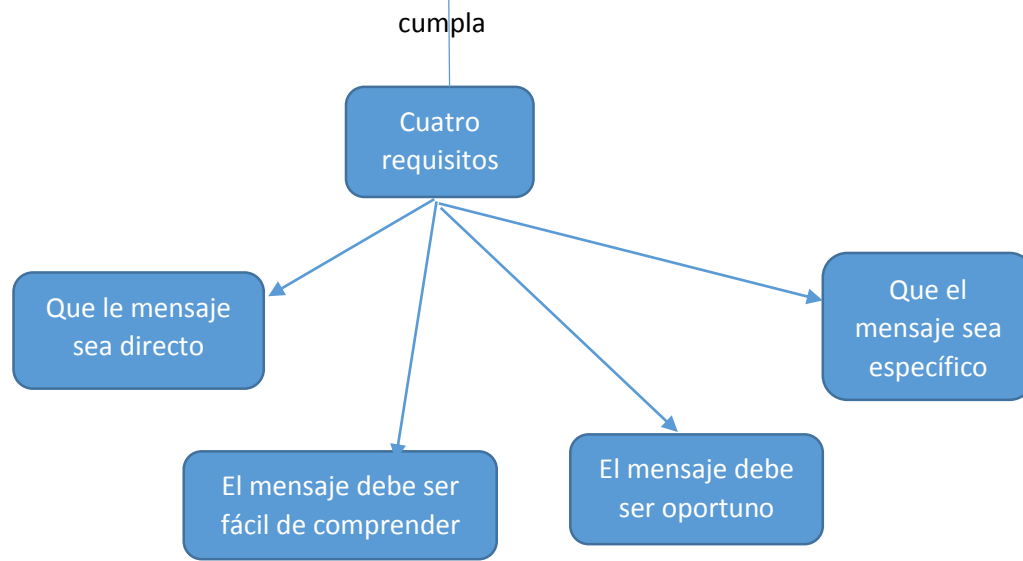 cumpla
Cuatro
requisitos
Que le mensaje
sea directo
Que el
mensaje sea
específico
El mensaje debe ser
fácil de comprender
El mensaje debe
ser oportuno